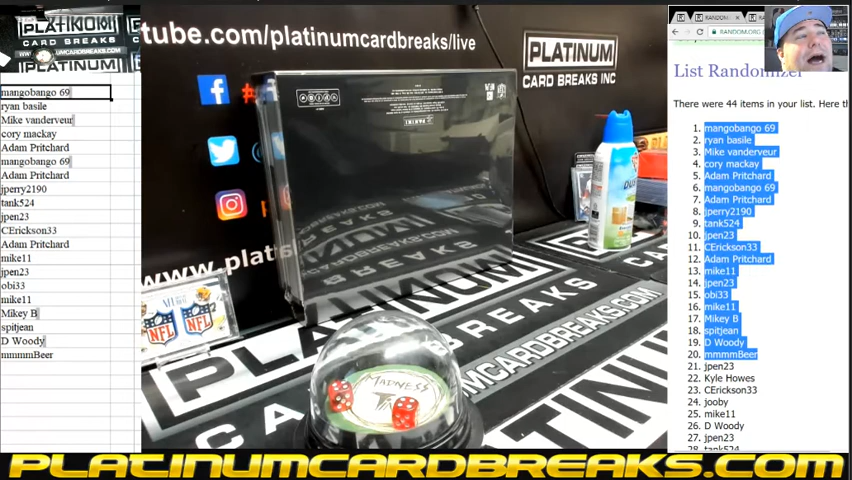 PLATINUM
CARD BREAKS
mangobango 69
ryan basile
Mike vanderveur
cory mackay
Adam Pritchard
mangobango 69
Adam Pritchard
jperry2190
tank524
jpen23
CErickson33
Adam Pritchard
mike11
jpen23
obi33
mike11
Mikey B
spitjean
D Woody
mmmmBeer
tube.com/platinumcardbreaks/live
PLATINUM
CARD BREAKS INC
PANINI
www.plat
NFL
NFL
MADNESS
PLATINUM
BREAKS
List Randomizer
There were 44 items in your list. Here th
1. mangobango 69
2. ryan basile
3. Mike vanderveur
4. cory mackay
5. Adam Pritchard
6. mangobango 69
7. Adam Pritchard
8. jperry2190
9. tank524
10. jpen23
11. CErickson33
12. Adam Pritchard
13. mike11
14. jpen23
15. obi33
16. mike11
17. Mikey B
18. spitjean
19. D Woody
20. mmmmBeer
21. jpen23
22. Kyle Howes
23. CErickson33
24. jooby
25. mike11
26. D Woody
27. jpen23
28. tank524
PLATINUMCARDBREAKS.COM